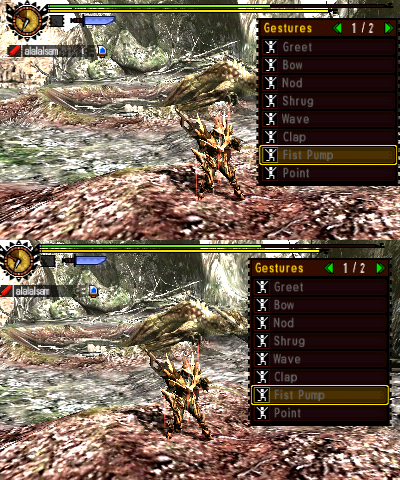 Gestures 1/2
alalalsam
Greet
Bow
Nod
Shrug
Wave
Clap
Fist Pump
Point
Gestures 1/2
alalalsam
Greet
Bow
Nod
Shrug
Wave
Clap
Fist Pump
Point